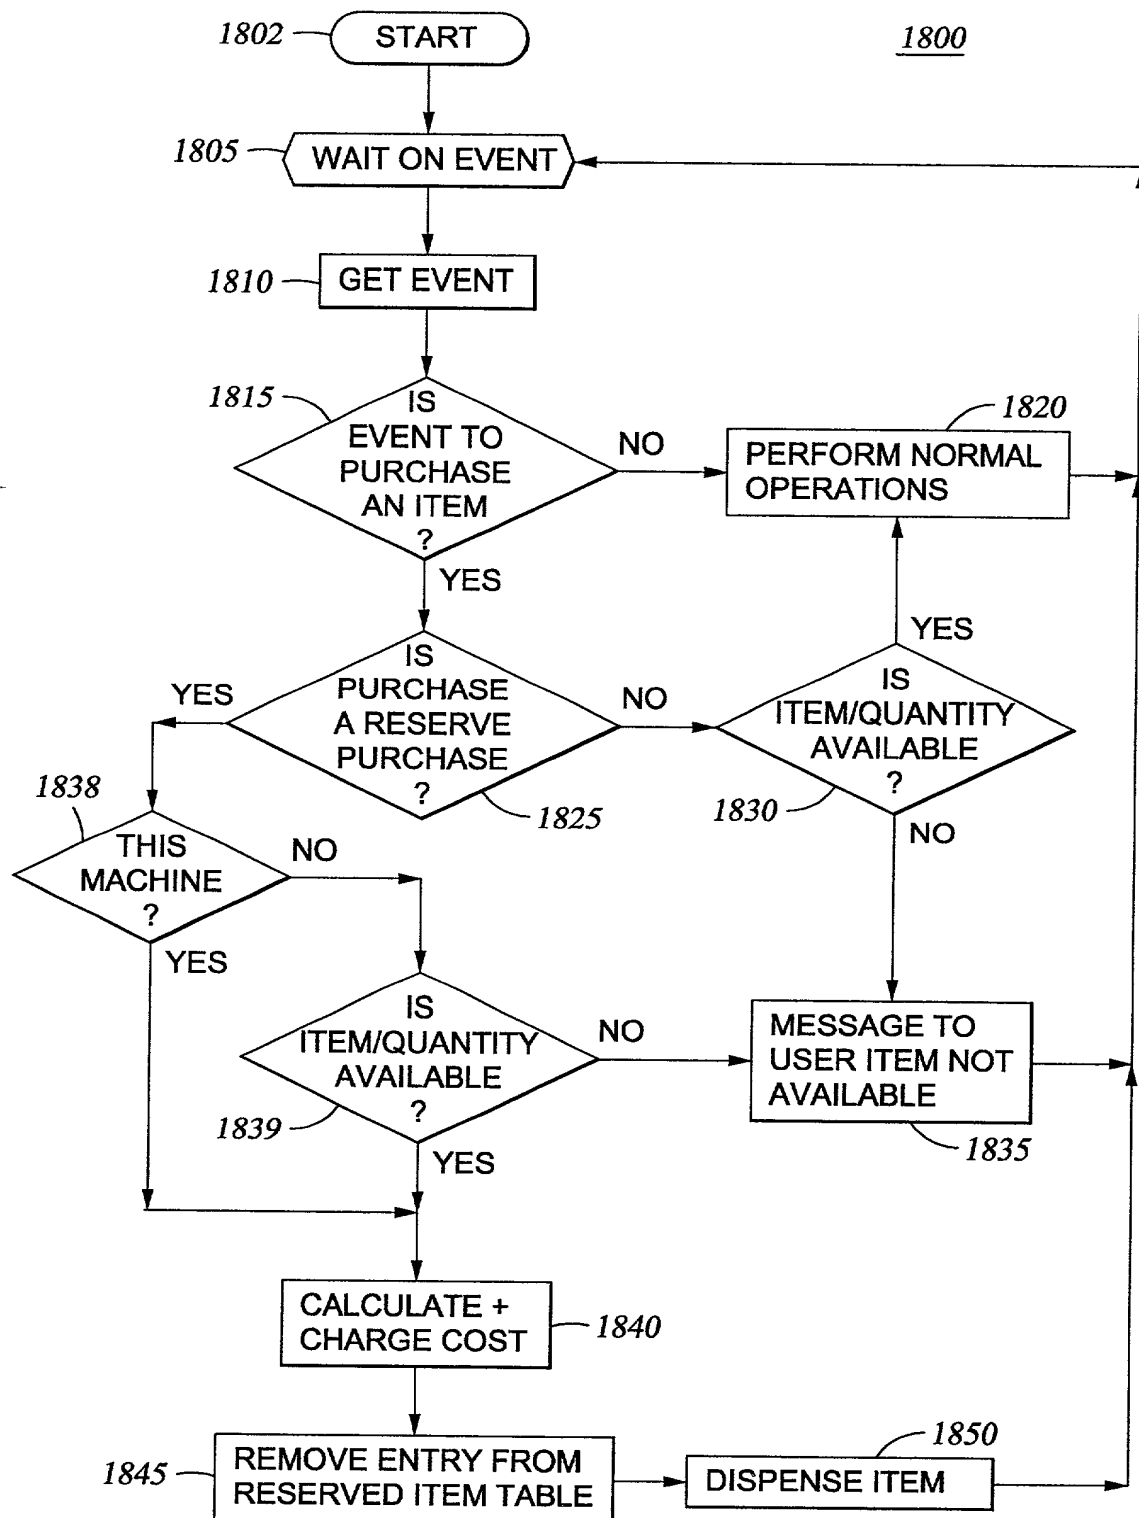 1802
START
1800
1805
WAIT ON EVENT
1810
GET EVENT
1815
IS
EVENT TO
PURCHASE
AN ITEM
?
NO
1820
PERFORM NORMAL
OPERATIONS
YES
IS
PURCHASE
A RESERVE
PURCHASE
?
1825
YES
NO
YES
IS
ITEM/QUANTITY
AVAILABLE
?
1830
NO
1838
THIS
MACHINE
?
NO
YES
IS
ITEM/QUANTITY
AVAILABLE
?
1839
NO
MESSAGE TO
USER ITEM NOT
AVAILABLE
1835
YES
CALCULATE +
CHARGE COST
1840
1845
REMOVE ENTRY FROM
RESERVED ITEM TABLE
1850
DISPENSE ITEM